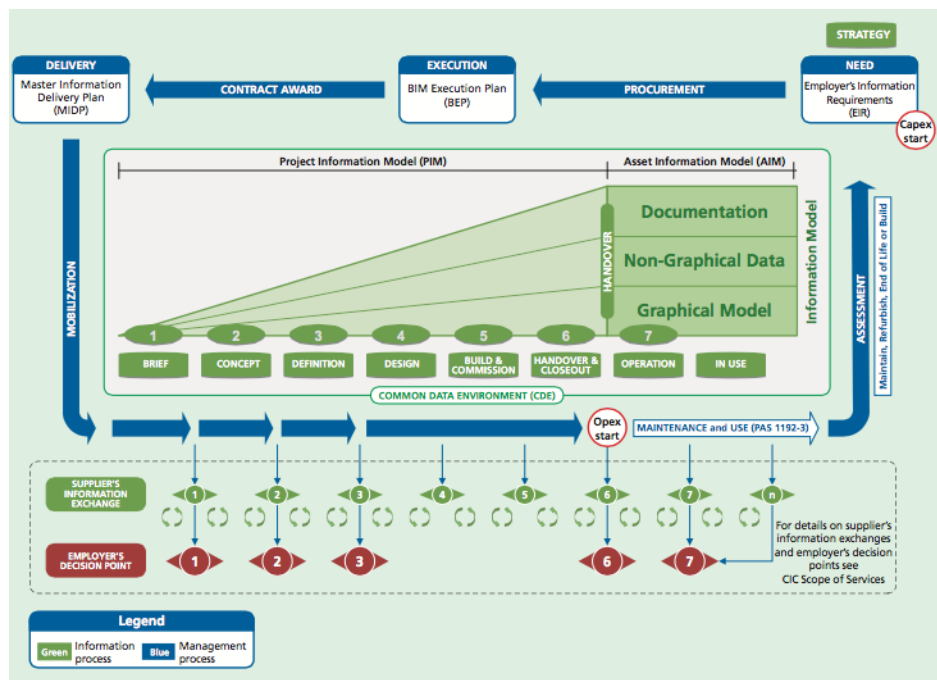 STRATEGY
DELIVERY
Master Information
Delivery Plan
(MIDP)
CONTRACT AWARD
EXECUTION
BIM Execution Plan
(BEP)
PROCUREMENT
NEED
Employer's Information
Requirements
(EIR)
Capex
start
Project Information Model (PIM)
Asset Information Model (AIM)
Documentation
Non-Graphical Data
Graphical Model
HANDOVER
Information Model
MOBILIZATION
ASSESSMENT
Maintain, Refurbish, End of Life or Build
1
2
3
4
5
6
7
BRIEF
CONCEPT
DEFINITION
DESIGN
BUILD &
COMMISSION
HANDOVER &
CLOSEOUT
OPERATION
IN USE
COMMON DATA ENVIRONMENT (CDE)
Opex
start
MAINTENANCE and USE (PAS 1192-3)
SUPPLIER'S
INFORMATION
EXCHANGE
1
2
3
4
5
6
7
n
For details on supplier's
information exchanges
and employer's decision
points see
CIC Scope of Services
EMPLOYER'S
DECISION POINT
1
2
3
6
7
Legend
Green
Information
process
Blue
Management
process